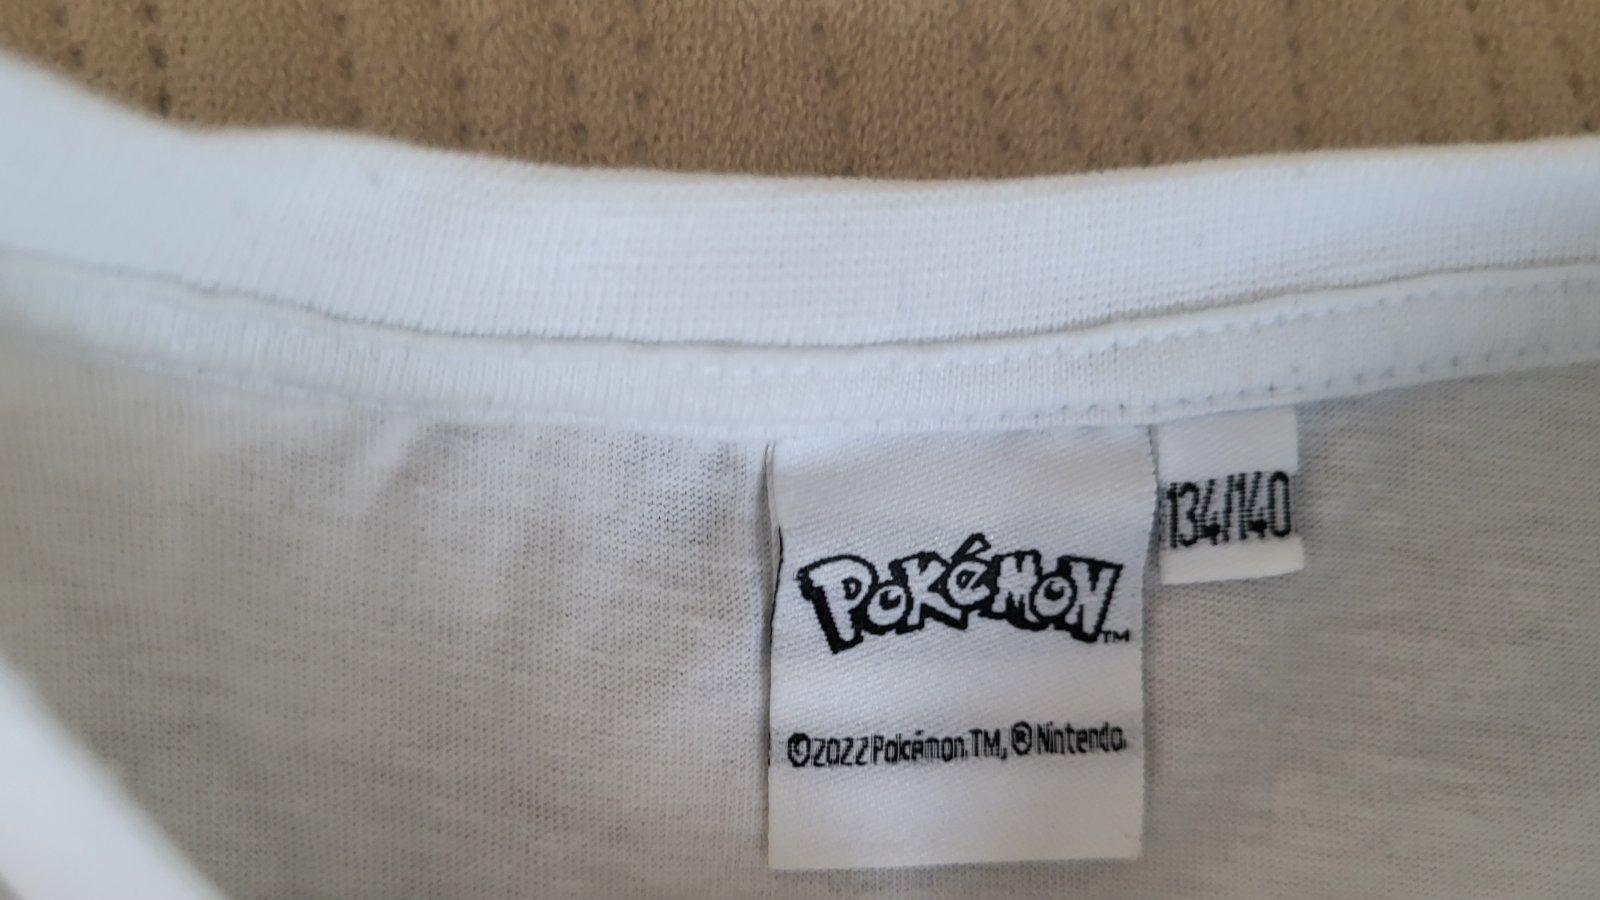 POKéMON™
134/140
©2022 Pokémon. TM, ® Nintendo.